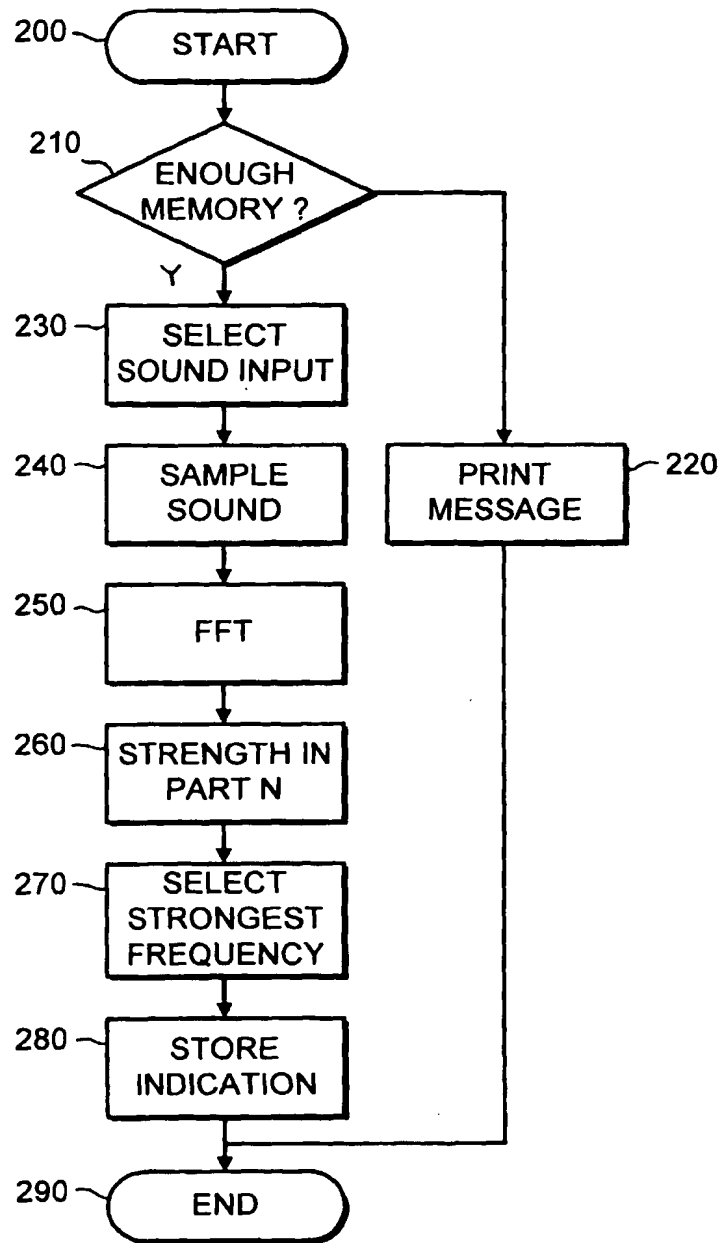 200
START
210
ENOUGH
MEMORY ?
Y
230
SELECT
SOUND INPUT
240
SAMPLE
SOUND
PRINT
MESSAGE
220
250
FFT
260
STRENGTH IN
PART N
270
SELECT
STRONGEST
FREQUENCY
280
STORE
INDICATION
290
END